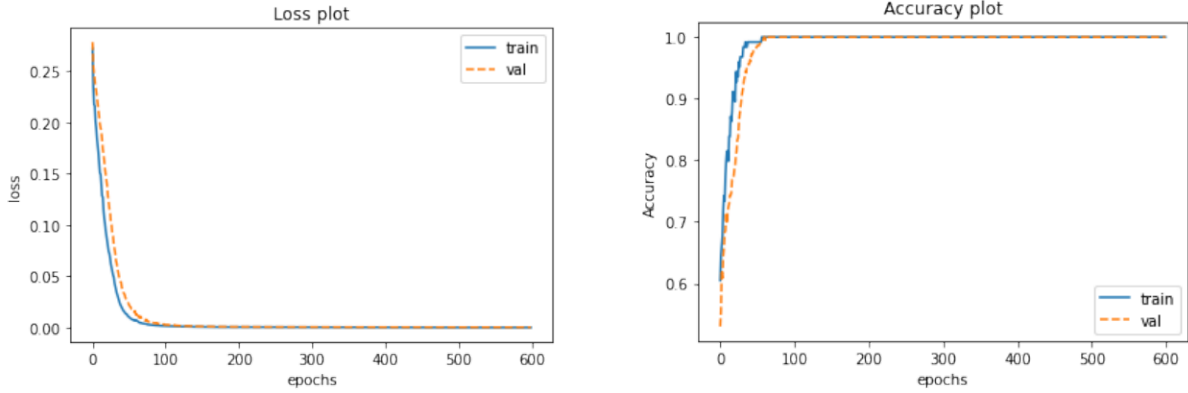 Loss plot
train
val
0.25
0.20
0.15
0.10
0.05
0.00
loss
0 100 200 300 400 500 600
epochs
Accuracy plot
1.0
0.9
0.8
0.7
0.6
Accuracy
train
val
0 100 200 300 400 500 600
epochs